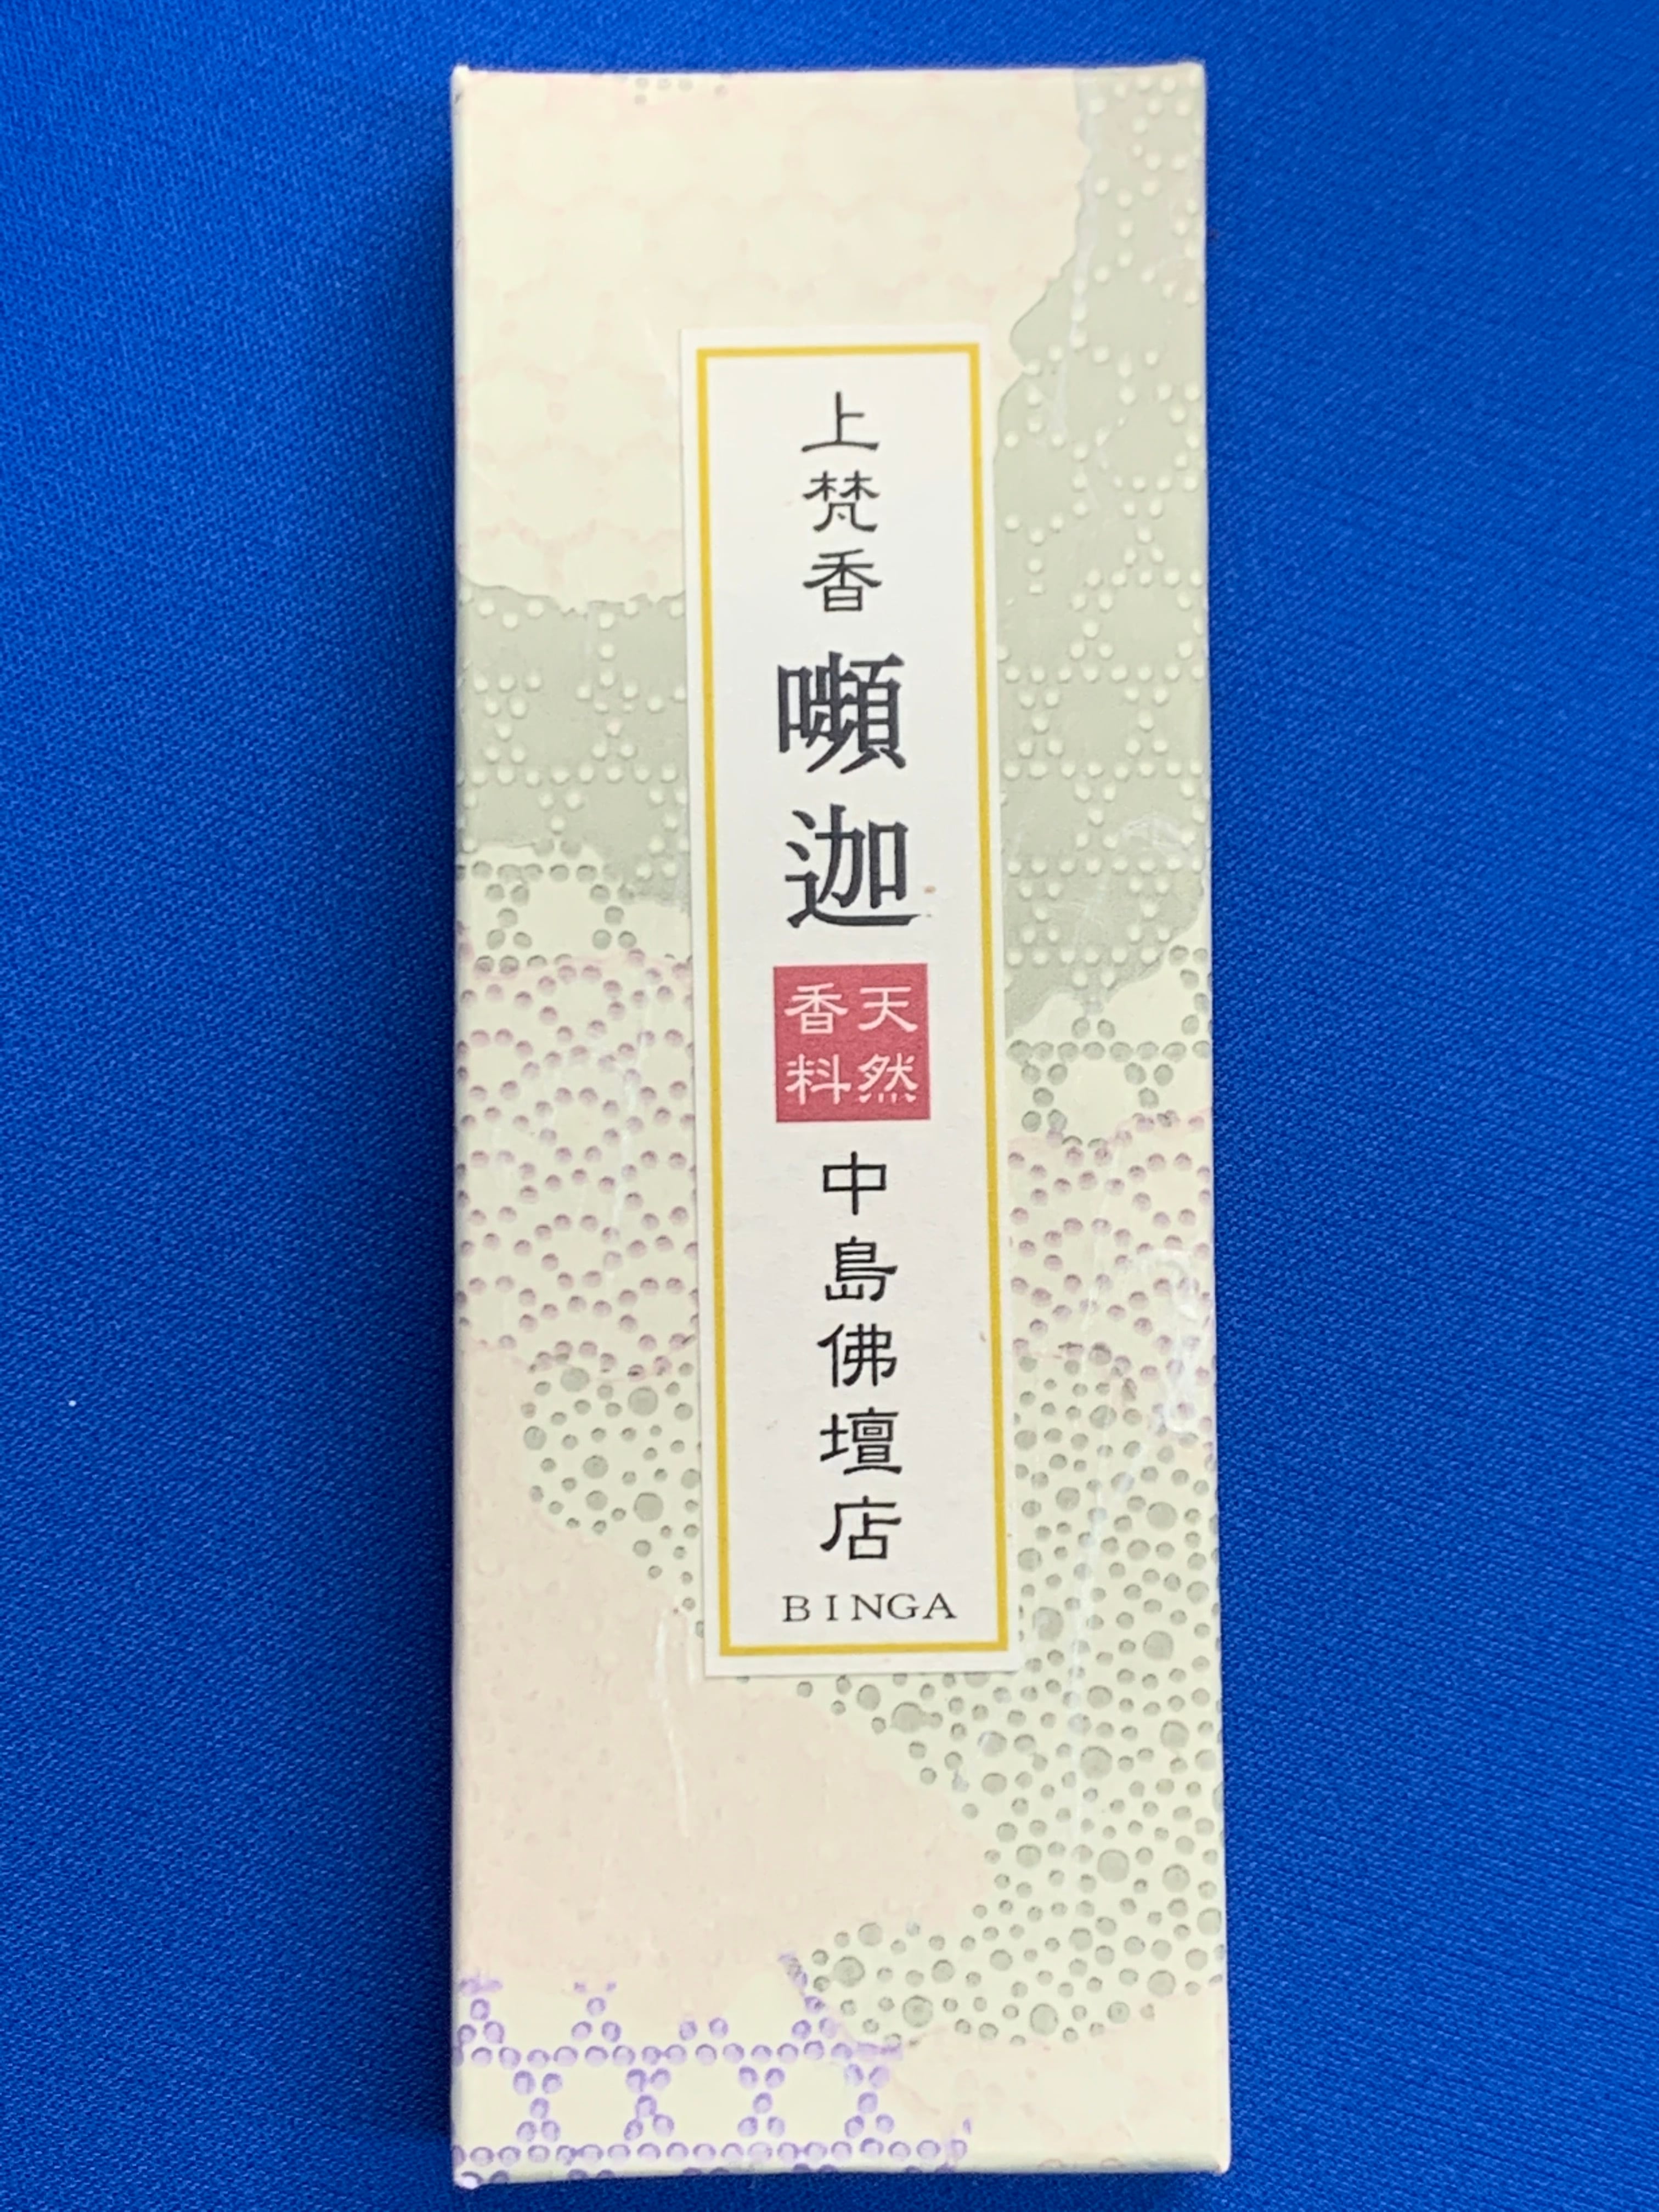 上梵香
嚬迦
天然
香料
中島佛壇店
BINGA